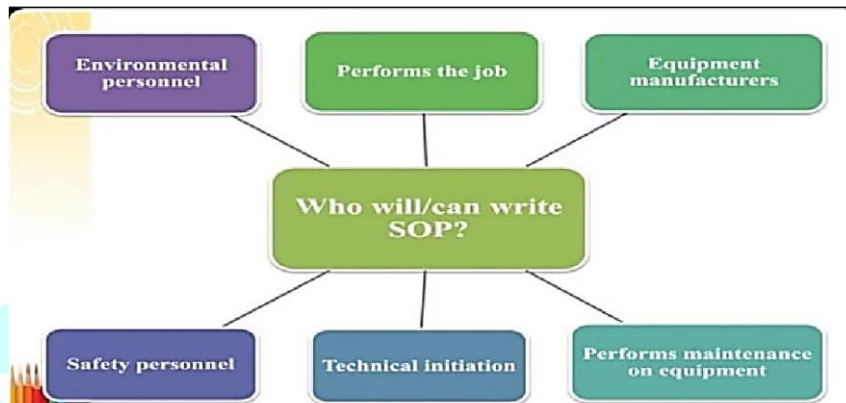 Environmental
personnel
Performs the job
Equipment
manufacturers
Who will/can write
SOP?
Safety personnel
Technical initiation
Performs maintenance
on equipment